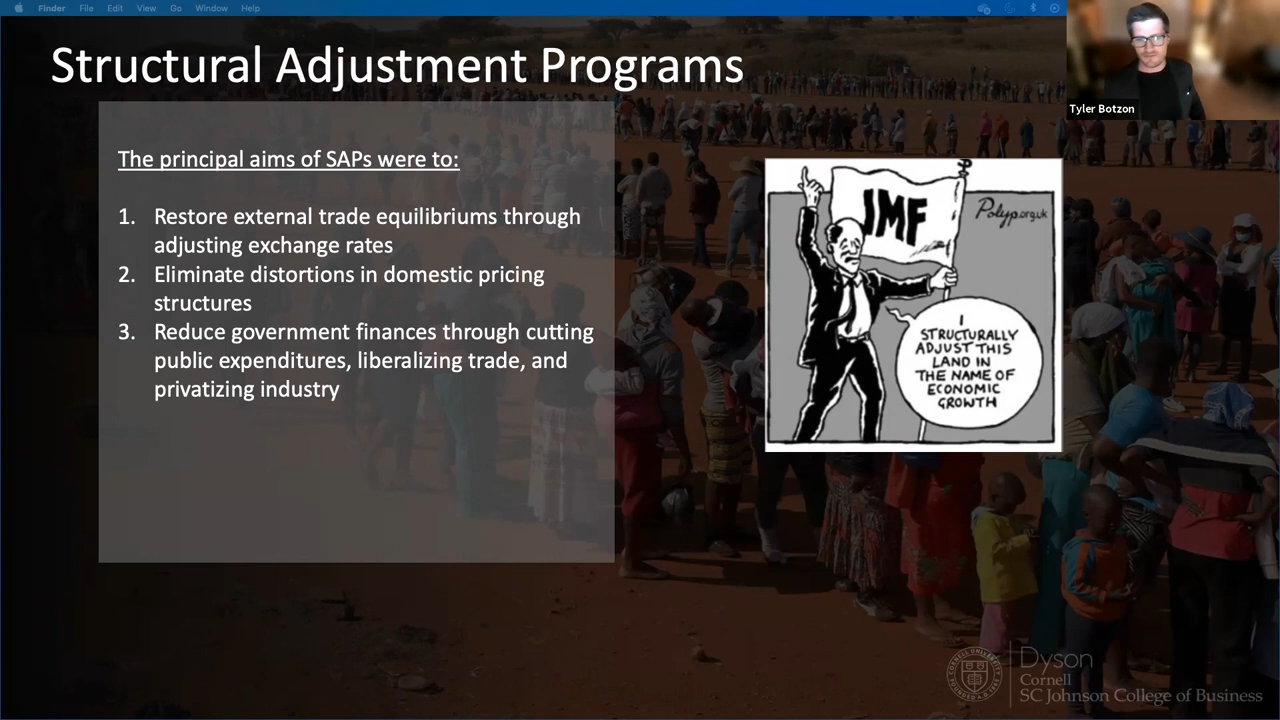 Finder File Edit View Go Window Help
Structural Adjustment Programs
Tyler Botzon
The principal aims of SAPs were to:
1. Restore external trade equilibriums through
adjusting exchange rates
2. Eliminate distortions in domestic pricing
structures
3. Reduce government finances through cutting
public expenditures, liberalizing trade, and
privatizing industry
IMF
Polyp.org.uk
I
STRUCTURALLY
ADJUST THIS
LAND IN
THE NAME OF
ECONOMIC
GROWTH
Dyson
Cornell
SC Johnson College of Business